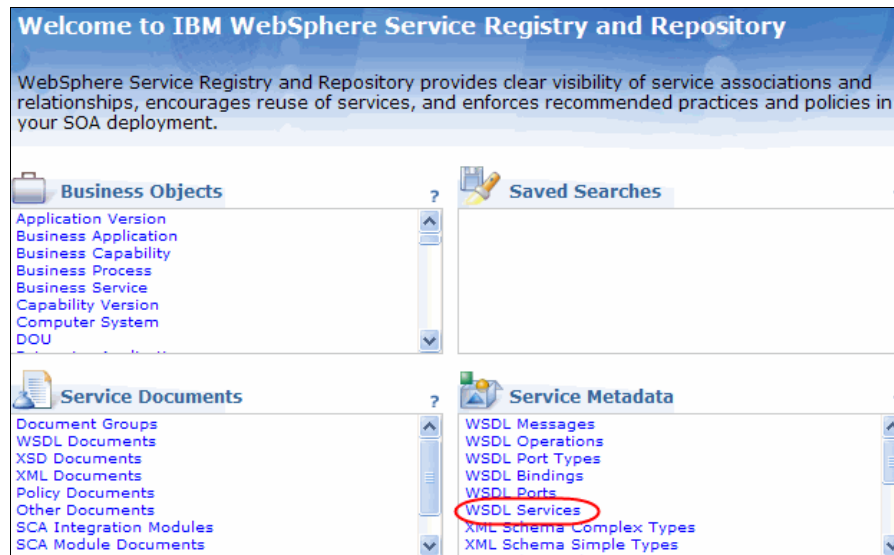 Welcome to IBM WebSphere Service Registry and Repository
WebSphere Service Registry and Repository provides clear visibility of service associations and
relationships, encourages reuse of services, and enforces recommended practices and policies in
your SOA deployment.
Business Objects
?
Application Version
Business Application
Business Capability
Business Process
Business Service
Capability Version
Computer System
DOU
Saved Searches
Service Documents
?
Document Groups
WSDL Documents
XSD Documents
XML Documents
Policy Documents
Other Documents
SCA Integration Modules
SCA Module Documents
Service Metadata
WSDL Messages
WSDL Operations
WSDL Port Types
WSDL Bindings
WSDL Ports
WSDL Services
XML Schema Complex Types
XML Schema Simple Types